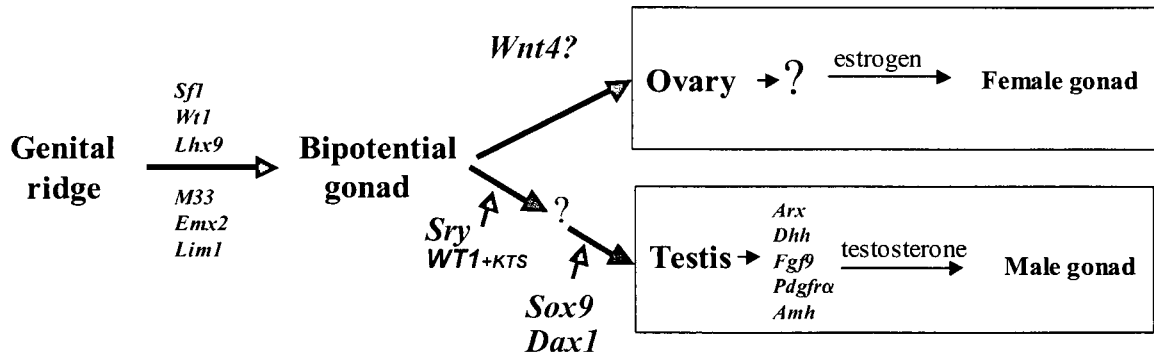 Wnt4?
Sf1
Wt1
Lhx9
Genital
ridge
M33
Emx2
Lim1
Bipotential
gonad
Ovary
?
estrogen
Female gonad
Sry
WT1+KTS
?
Sox9
Dax1
Testis
Arx
Dhh
Fgf9
Pdgfrα
Amh
testosterone
Male gonad